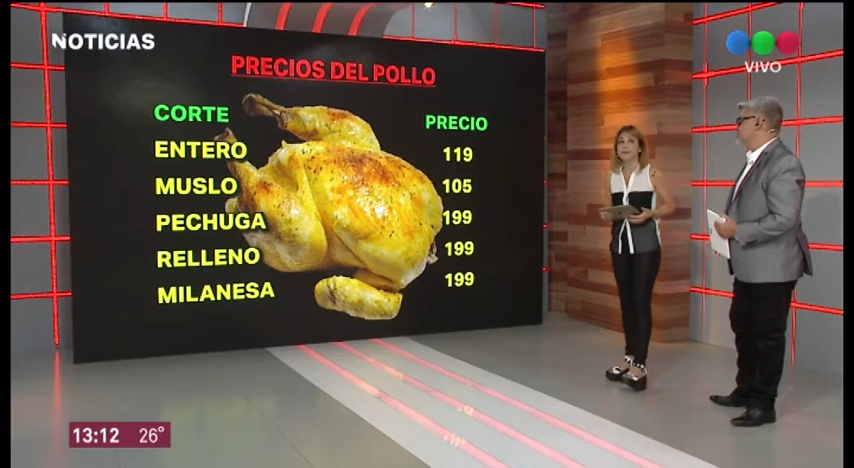 NOTICIAS
VIVO
PRECIOS DEL POLLO
CORTE PRECIO
ENTERO 119
MUSLO 105
PECHUGA 199
RELLENO 199
MILANESA 199
13:12 26°